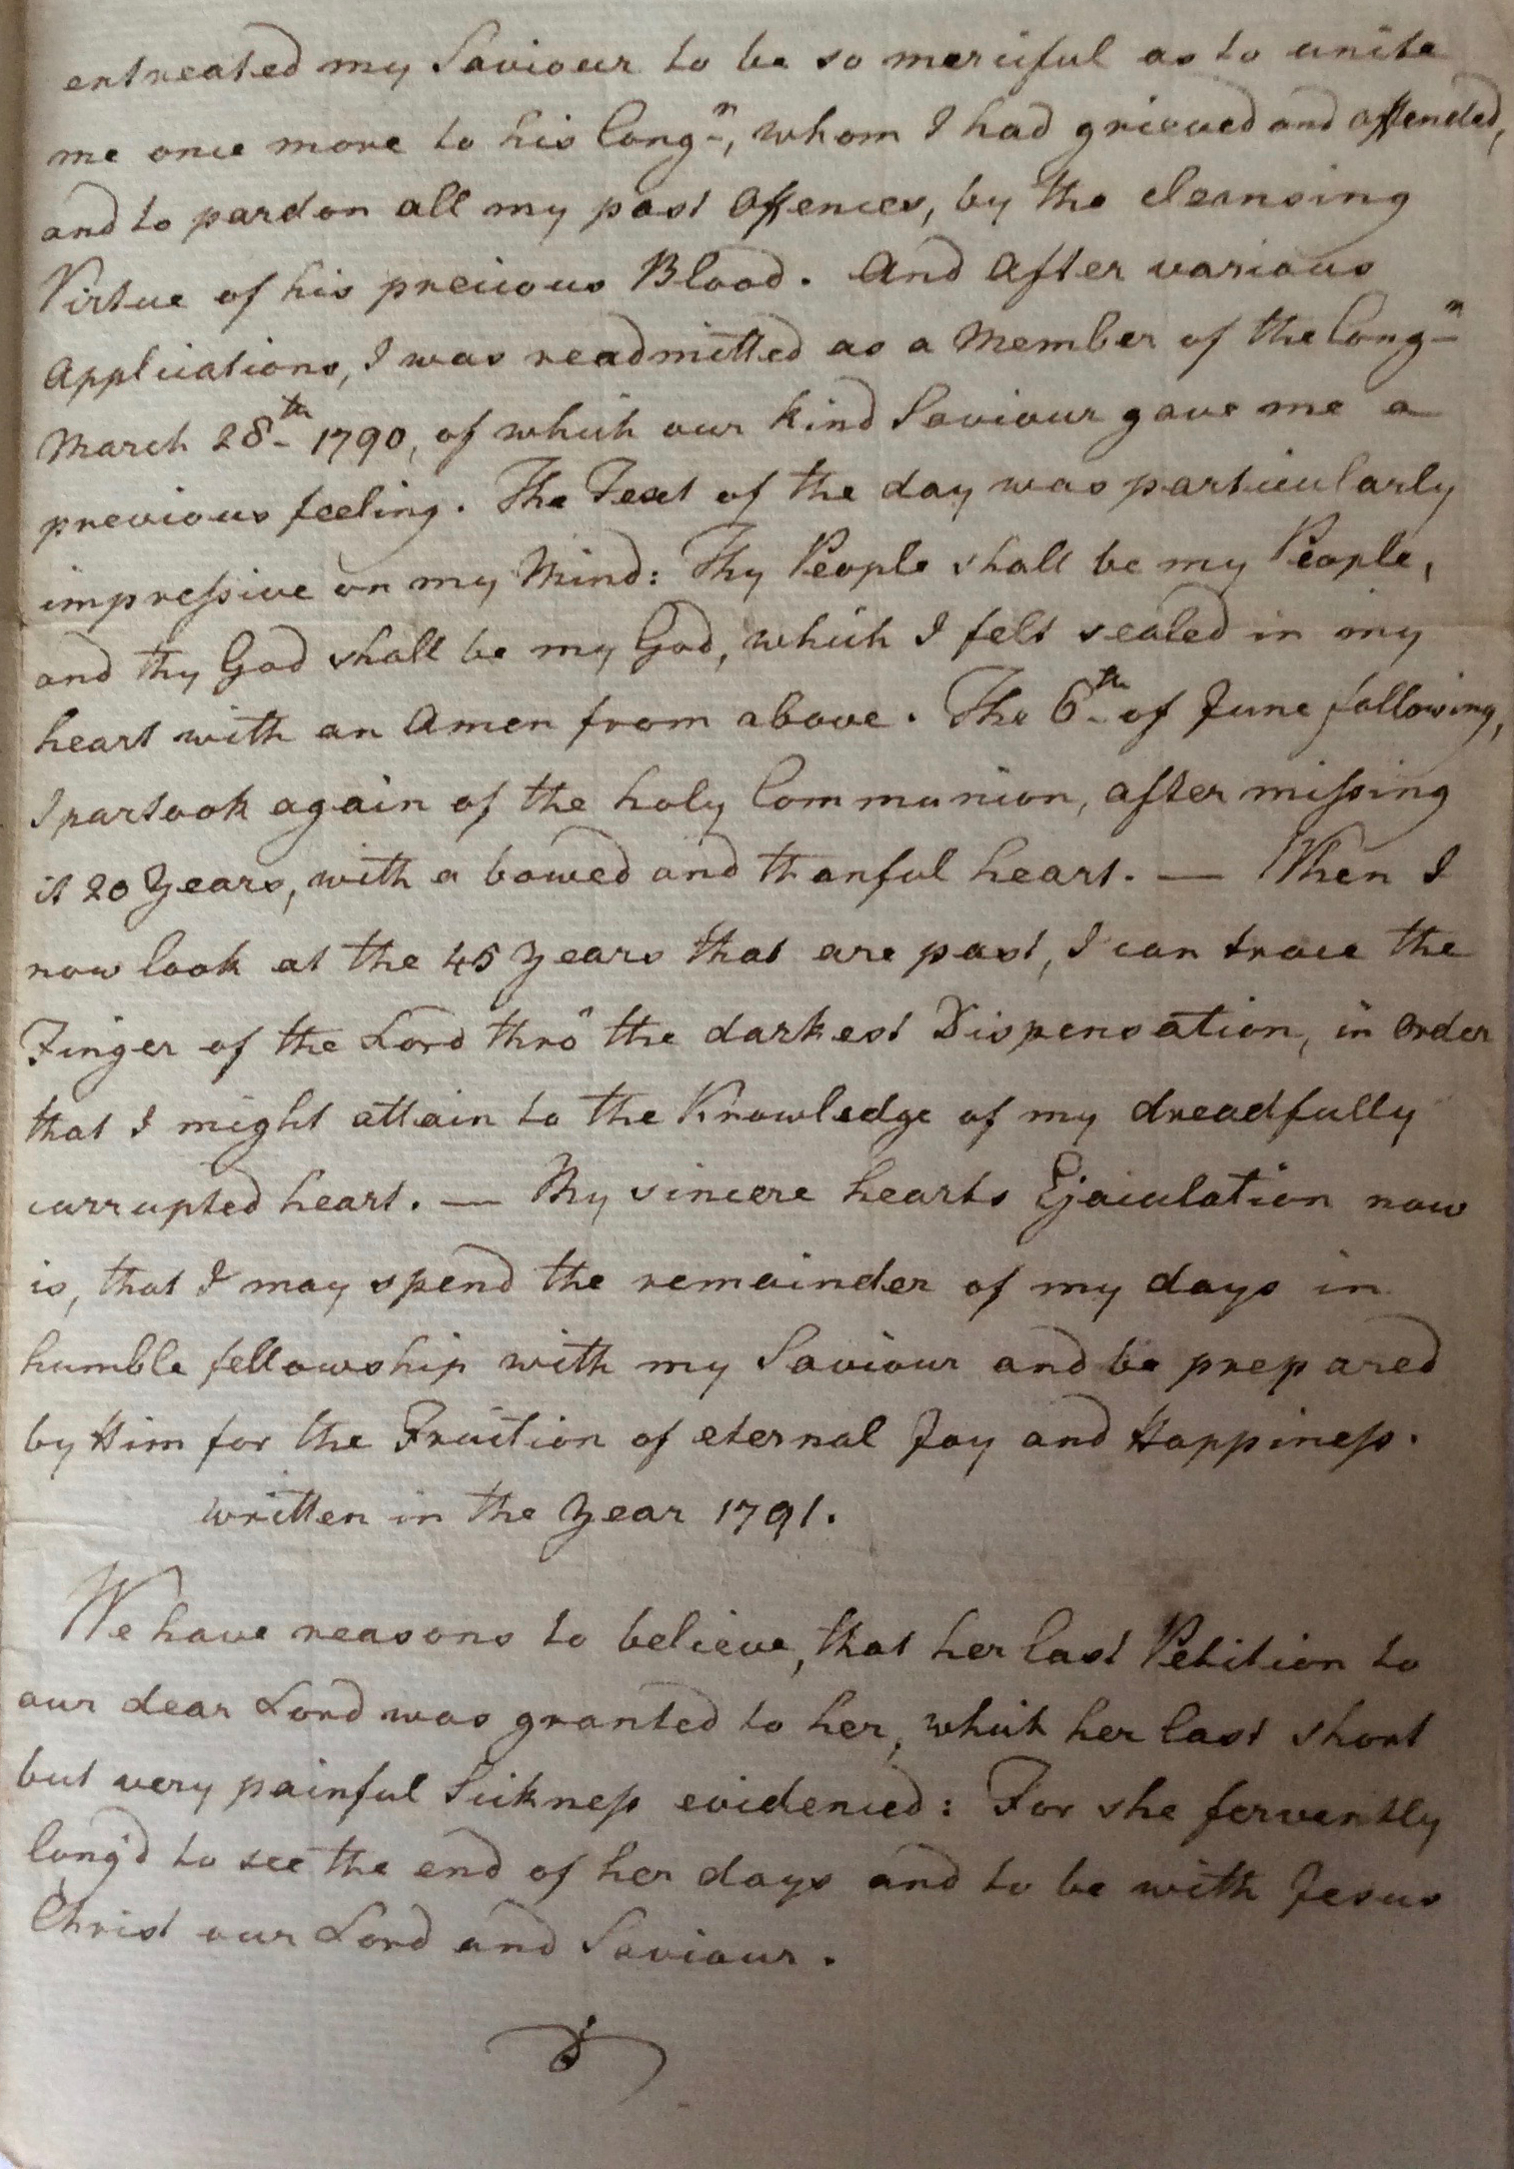 entreated my Saviour to be so merciful as to unite
me once more to his Congn, whom I had grieved and offended,
and to pardon all my past Offences, by the cleansing
Virtue of his precious Blood. And after various
Applications, I was readmitted as a Member of the Congn
March 28th 1790, of which our kind Saviour gave me a
previous feeling. The Text of the day was particularly
impreſsive on my Mind: Thy People shall be my People,
and thy God shall be my God, which I felt sealed in my
heart with an Amen from above. The 6th of June following,
I partook again of the holy Communion, after miſsing
it 20 Years, with a bowed and thanful heart. — When I
now look at the 45 Years that are past, I can trace the
Finger of the Lord thro' the darkest Dispensation, in Order
that I might attain to the Knowledge of my dreadfully
corrupted heart. — My sincere hearts Ejaculation now
is, that I may spend the remainder of my days in
humble fellowship with my Saviour and be prepared
by Him for the Fruition of eternal Joy and Happineſs.
written in the Year 1791.
We have reasons to believe, that her last Petition to
our dear Lord was granted to her, which her last short
but very painful Sickneſs evidenced: For she fervently
long'd to see the end of her days and to be with Jesus
Christ our Lord and Saviour.